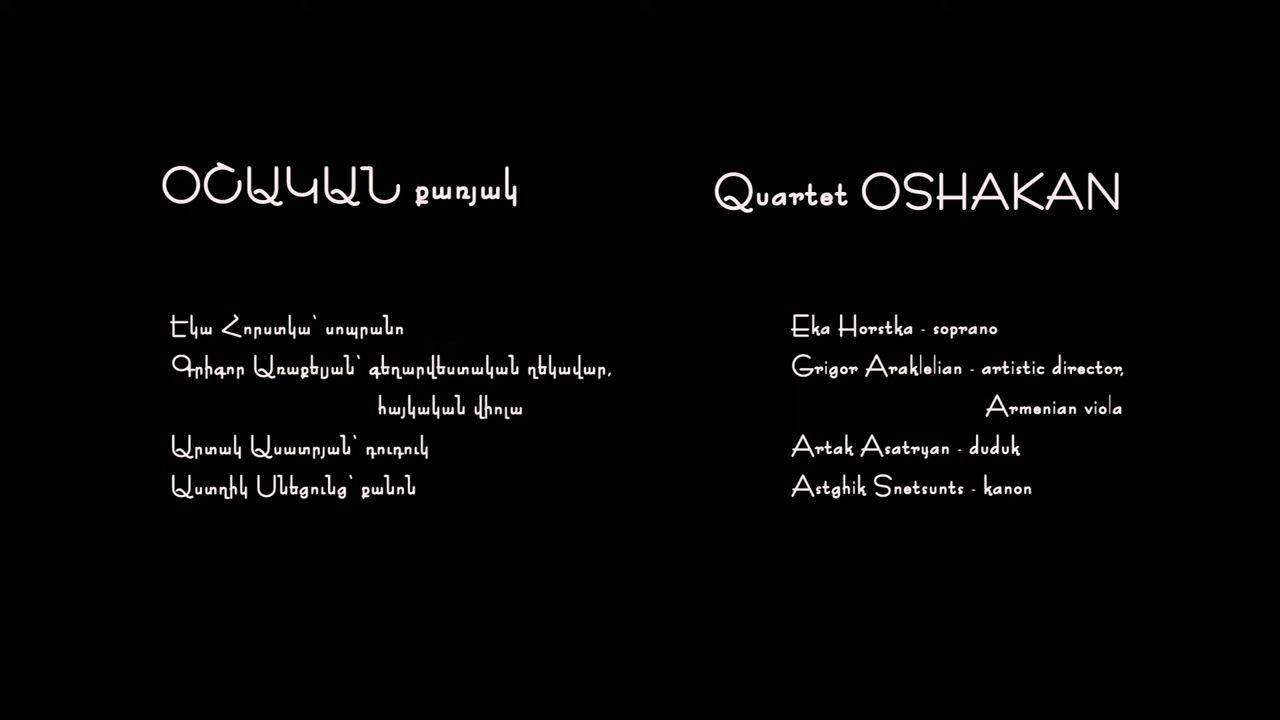 ՕՇԱԿԱՆ քառյակ
Էկա Հորստկա՝ սոպրանո
Գրիգոր Առաքելյան՝ գեղարվեստական ղեկավար,
հայկական վիոլա
Արտակ Ասատրյան՝ դուդուկ
Աստղիկ Սնեցունց՝ քանոն
Quartet OSHAKAN
Eka Horstka - soprano
Grigor Araklelian - artistic director,
Armenian viola
Artak Asatryan - duduk
Astghik Snetsunts - kanon